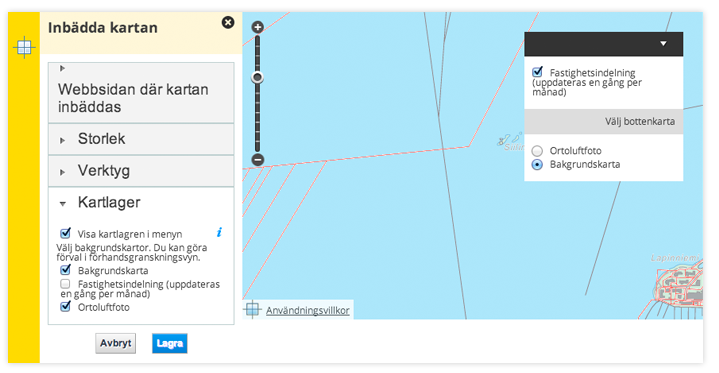 Inbädda kartan
Webbsidan där kartan
inbäddas
Storlek
Verktyg
Kartlager
Visa kartlagren i menyn
i
Välj bakgrundskartor. Du kan göra
förval i förhandsgranskningsvyn.
Bakgrundskarta
Fastighetsindelning (uppdateras
en gång per månad)
Ortoluftfoto
Avbryt
Lagra
Fastighetsindelning
(uppdateras en gång per
månad)
Välj bottenkarta
Ortoluftfoto
Bakgrundskarta
Användningsvillkor